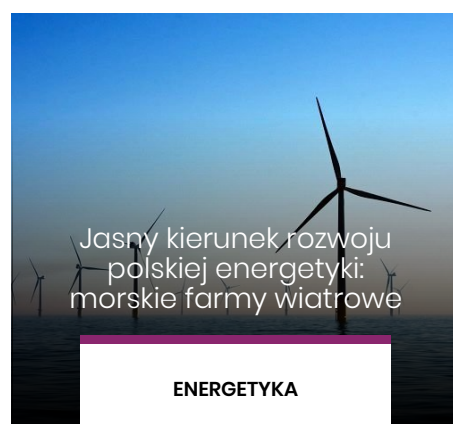 Jasny kierunek rozwoju
polskiej energetyki:
morskie farmy wiatrowe
ENERGETYKA